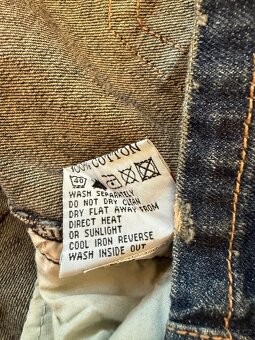 100% COTTON
40
WASH SEPARATELY
DO NOT DRY CLEAN
DRY FLAT AWAY FROM
DIRECT HEAT
OR SUNLIGHT
COOL IRON REVERSE
WASH INSIDE OUT